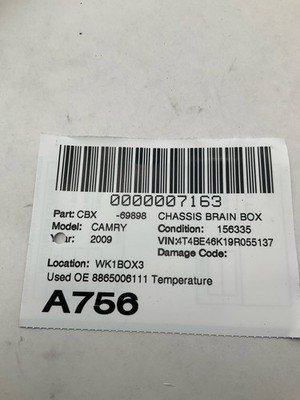 0000007163
Part: CBX -69898 CHASSIS BRAIN BOX
Model: CAMRY Condition: 156335
Year: 2009 VIN:4T4BE46K19R055137
Damage Code:
Location: WK1BOX3
Used OE 8865006111 Temperature
A756